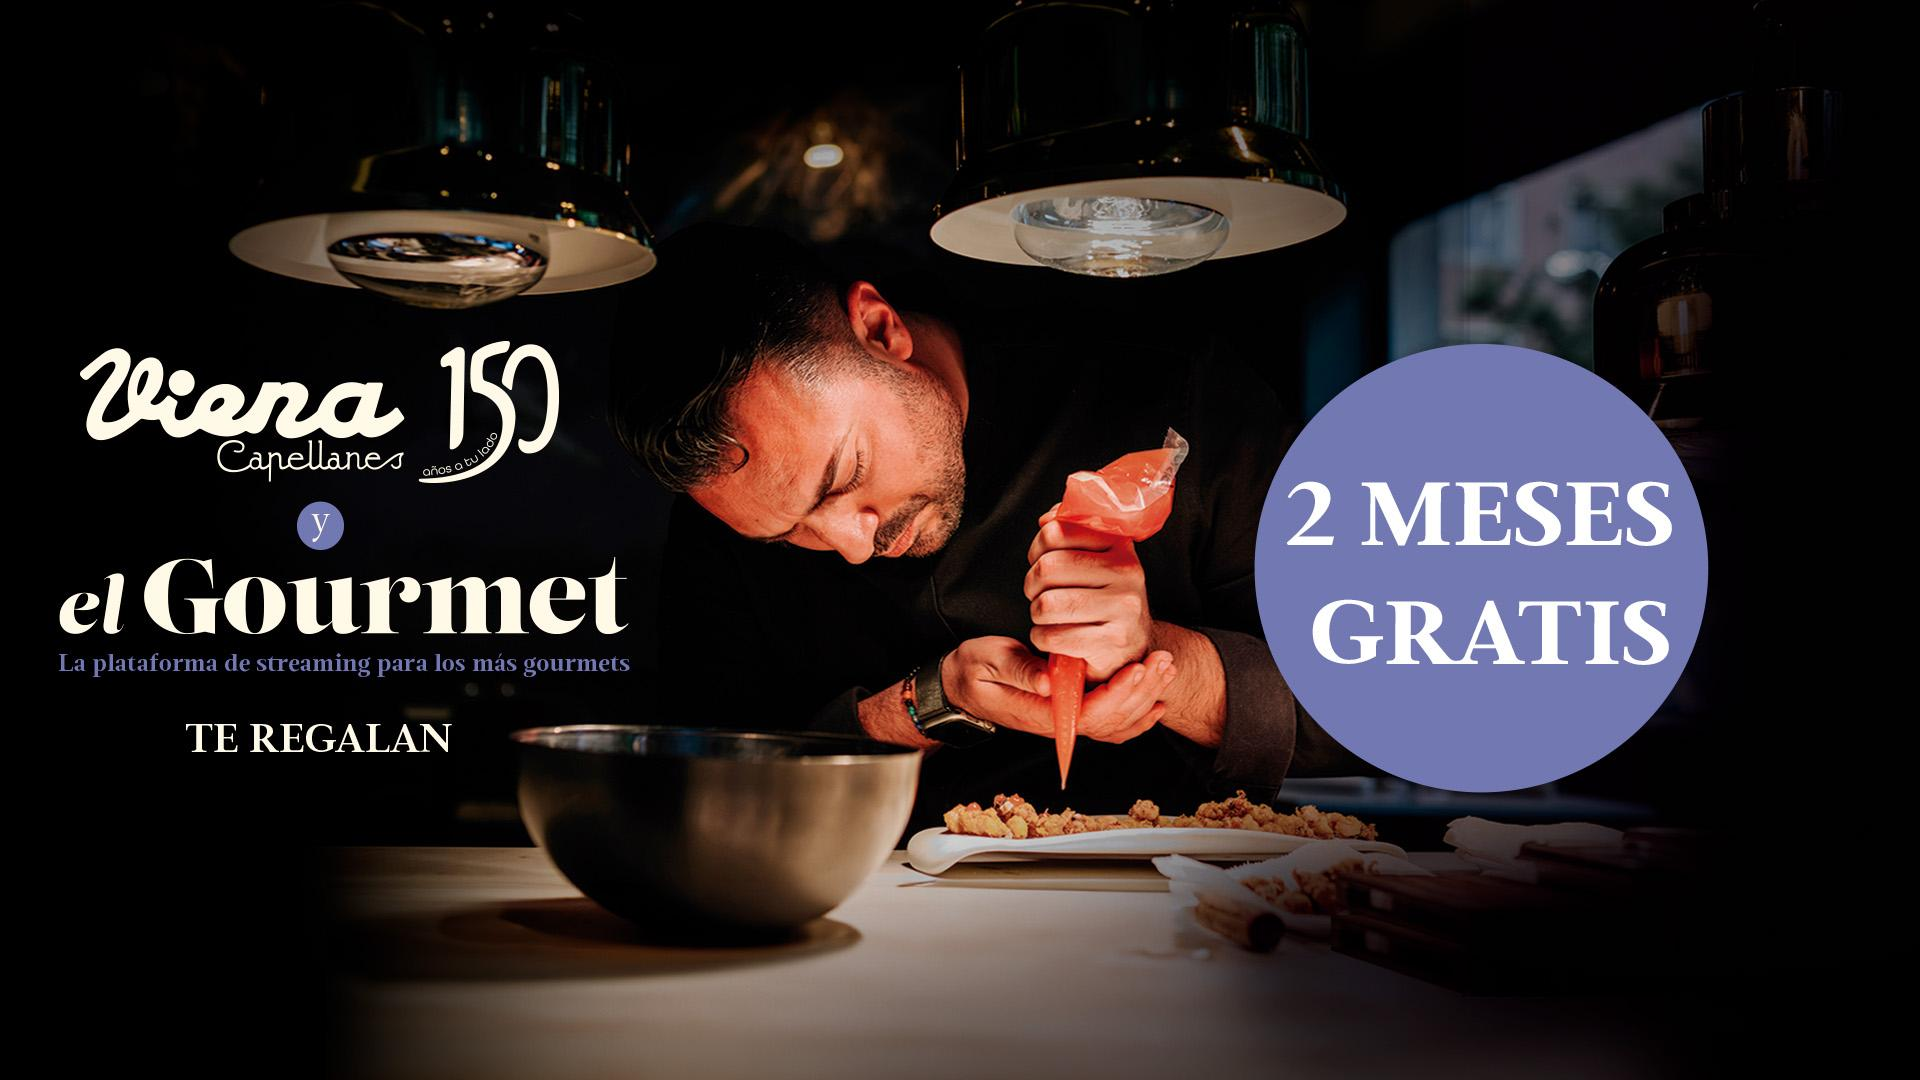 Viena
Capellanes
150
años a tu lado
y
el Gourmet
La plataforma de streaming para los más gourmets
TE REGALAN
2 MESES
GRATIS